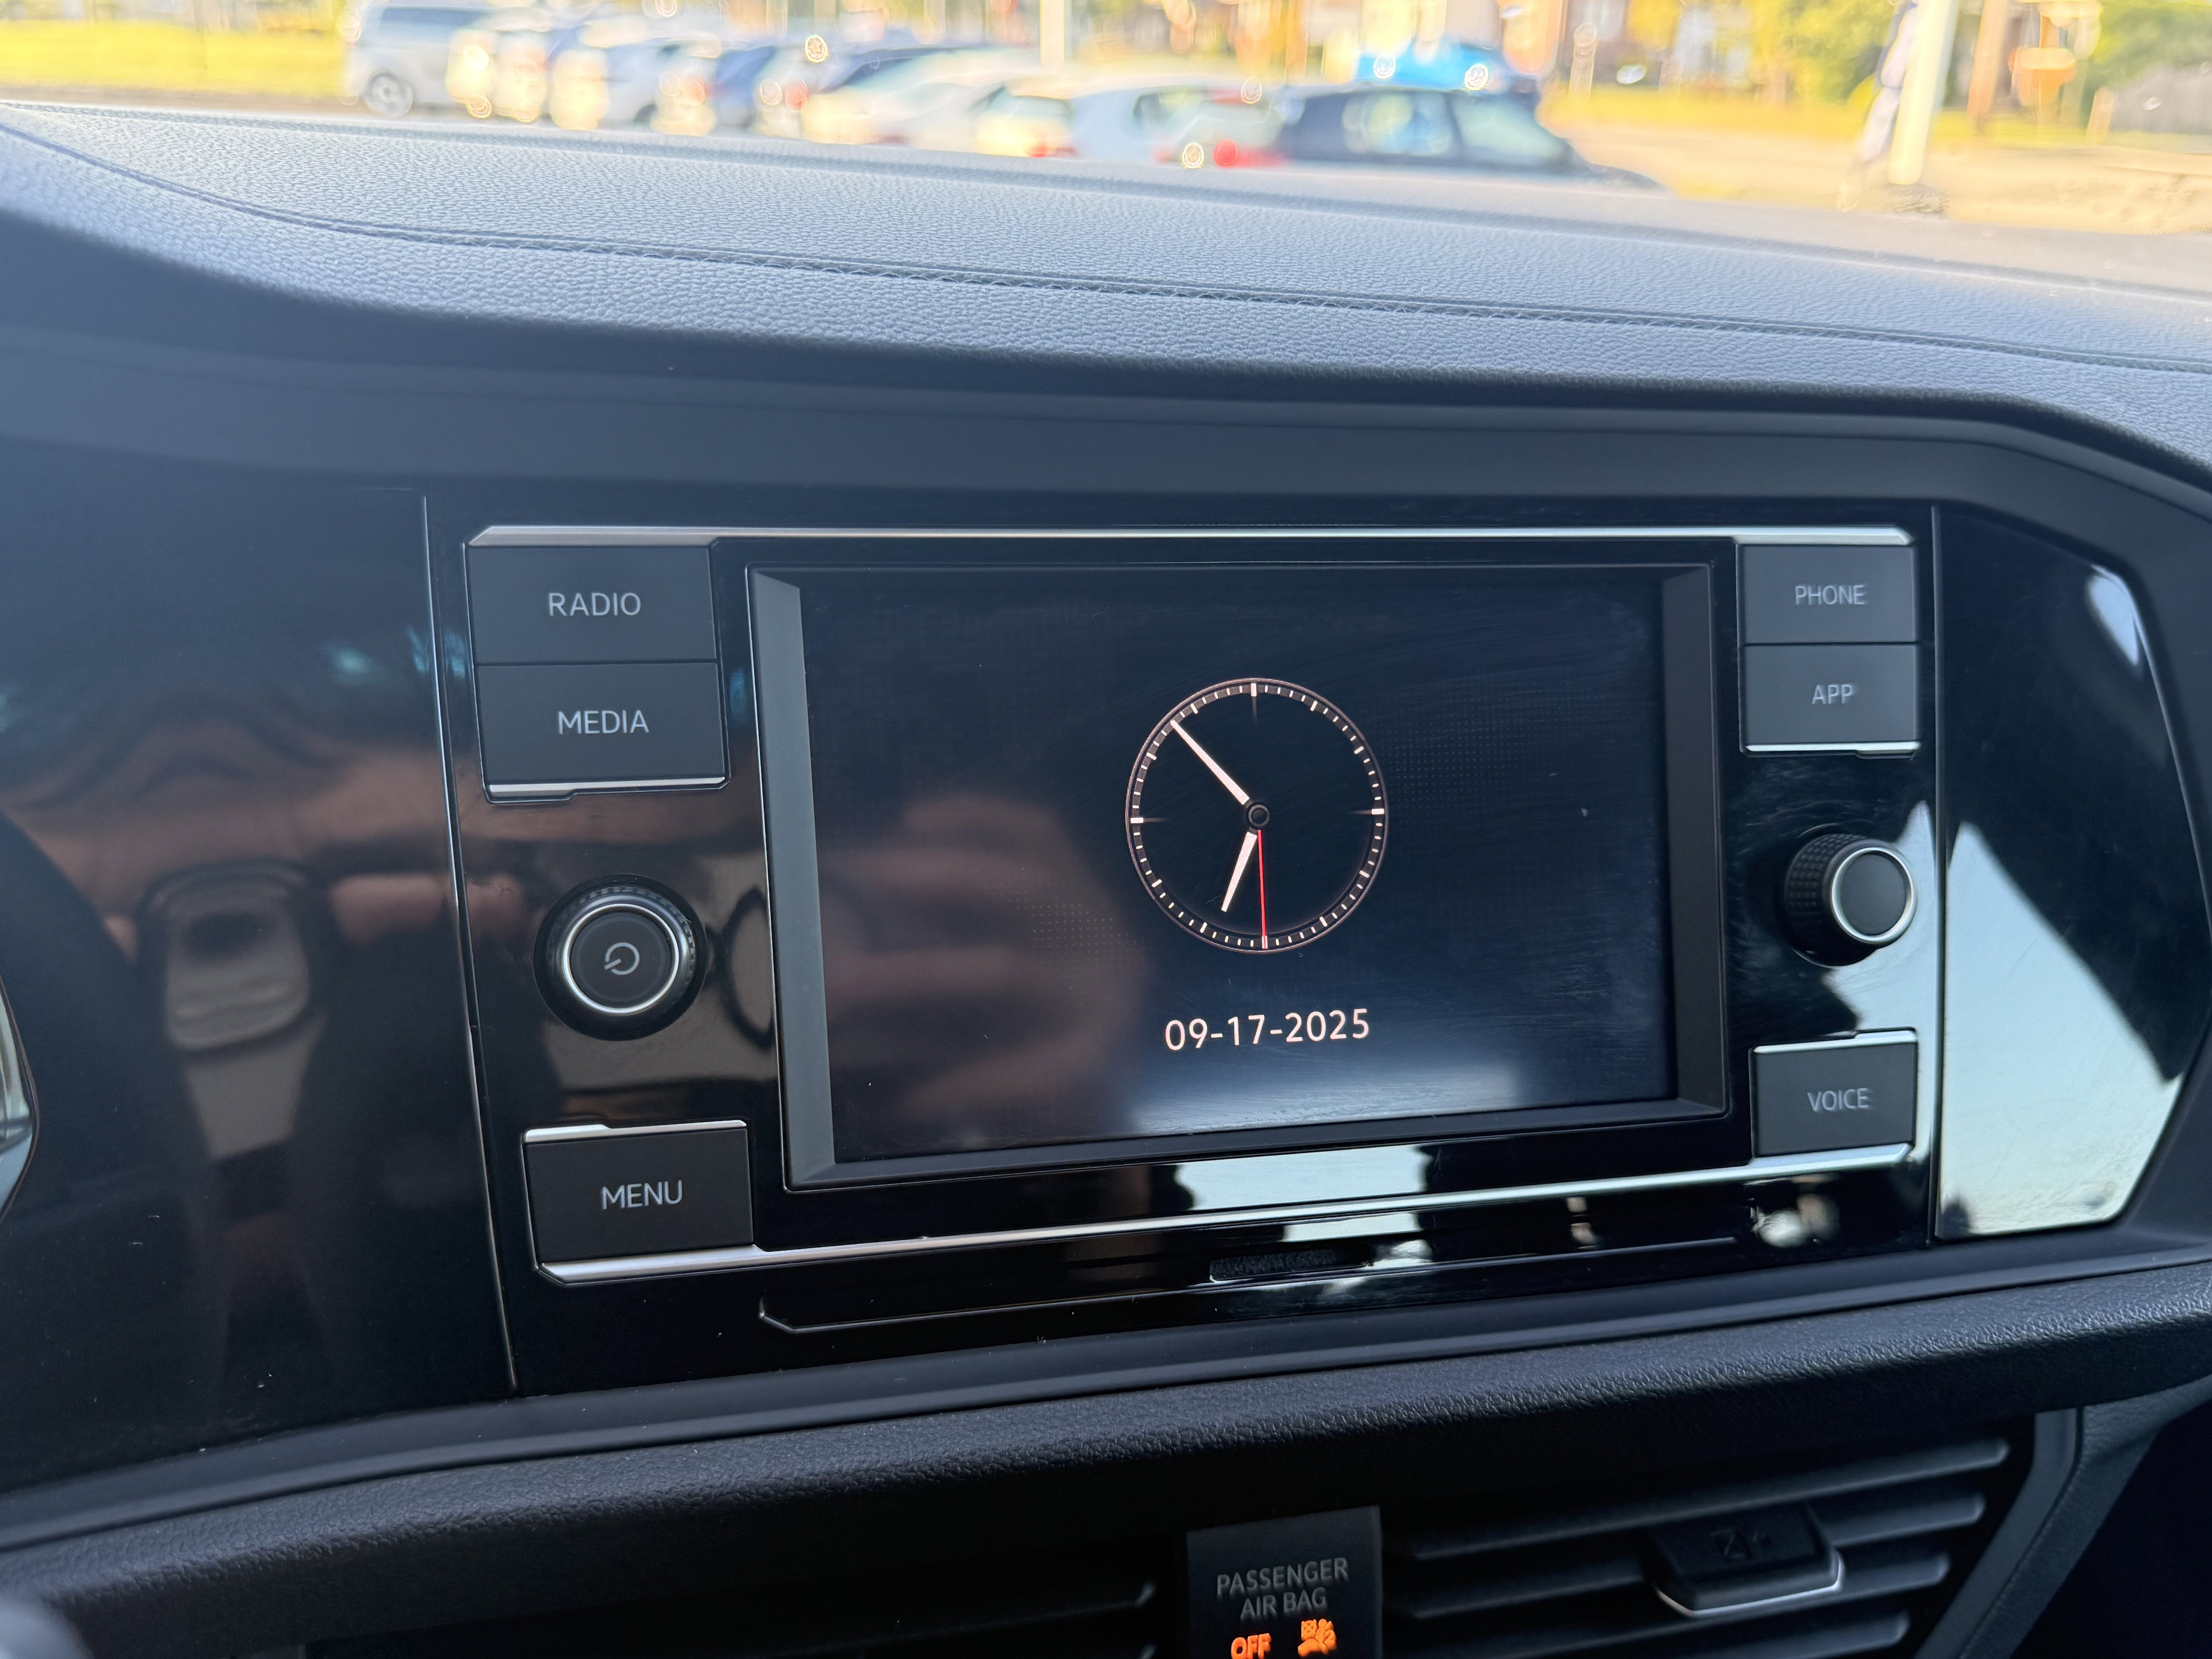 RADIO
MEDIA
MENU
PHONE
APP
VOICE
09-17-2025
PASSENGER
AIR BAG
OFF